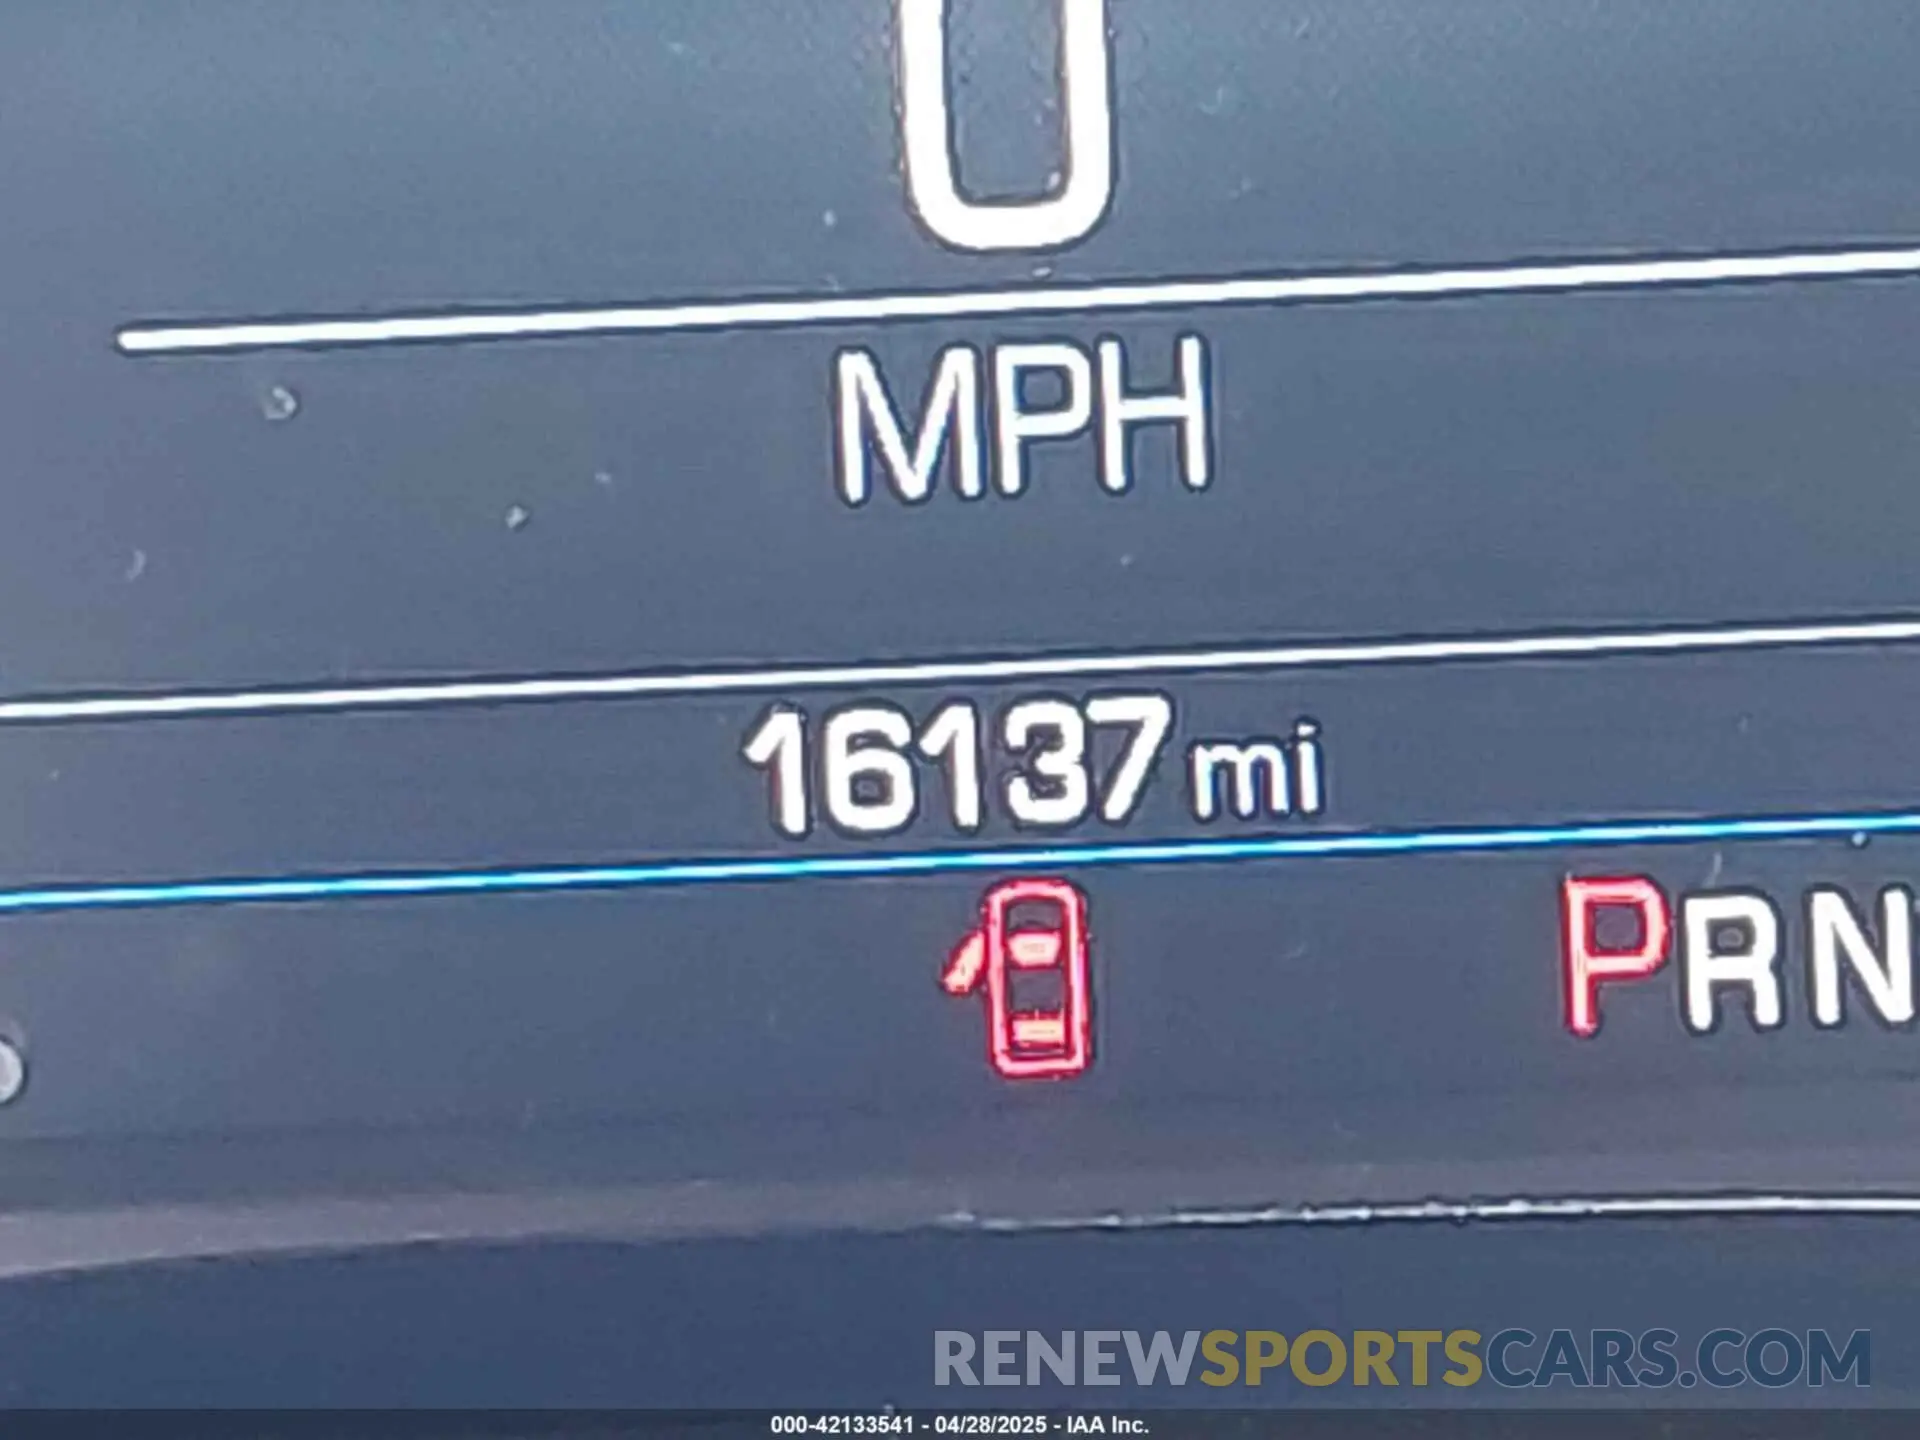 0
MPH
16137 mi
PRN
RENEWSPORTSCARS.COM
000-42133541 - 04/28/2025 - IAA Inc.